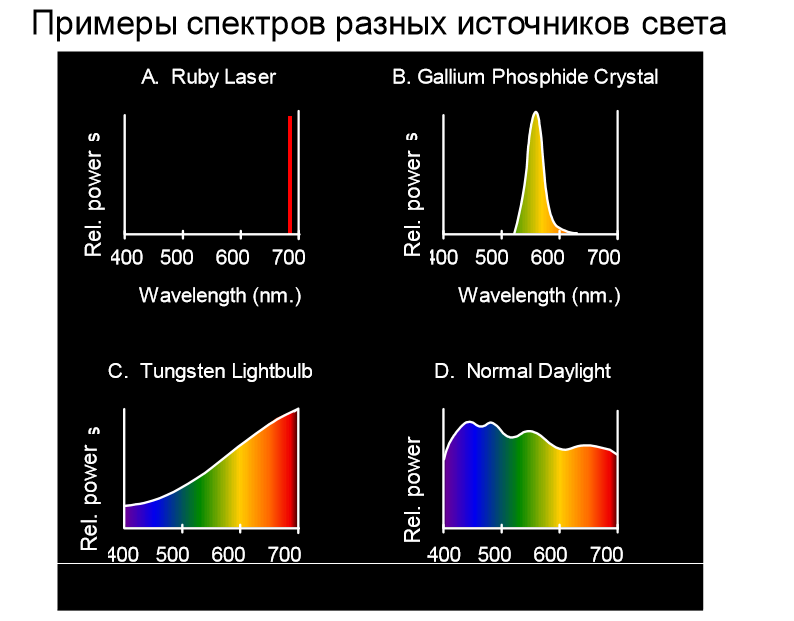 Примеры спектров разных источников света
A. Ruby Laser
Rel. power s
400 500 600 700
Wavelength (nm.)
B. Gallium Phosphide Crystal
Rel. power s
400 500 600 700
Wavelength (nm.)
C. Tungsten Lightbulb
Rel. power s
400 500 600 700
D. Normal Daylight
Rel. power
400 500 600 700